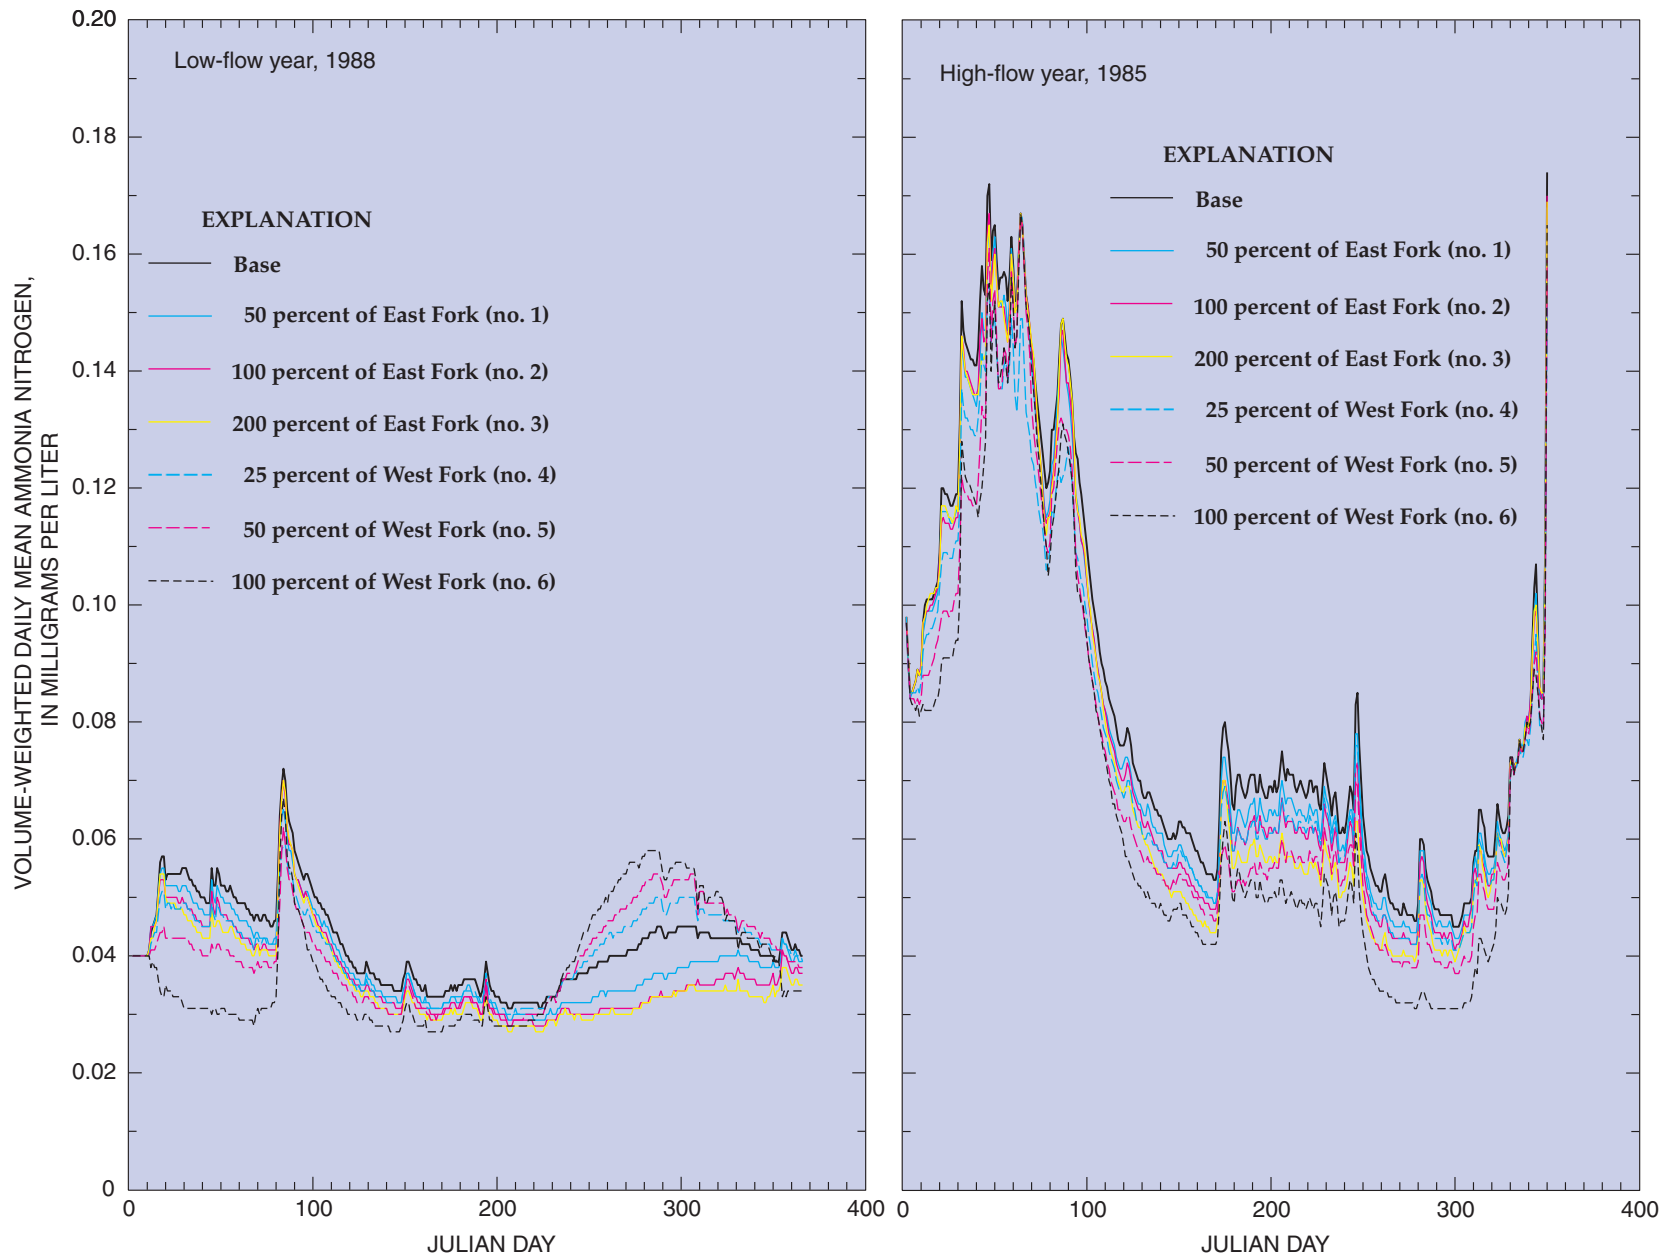 VOLUME-WEIGHTED DAILY MEAN AMMONIA NITROGEN,
IN MILLIGRAMS PER LITER
0.20
0.18
0.16
0.14
0.12
0.10
0.08
0.06
0.04
0.02
0
Low-flow year, 1988
EXPLANATION
Base
50 percent of East Fork (no. 1)
100 percent of East Fork (no. 2)
200 percent of East Fork (no. 3)
25 percent of West Fork (no. 4)
50 percent of West Fork (no. 5)
100 percent of West Fork (no. 6)
0 100 200 300 400
JULIAN DAY
High-flow year, 1985
EXPLANATION
Base
50 percent of East Fork (no. 1)
100 percent of East Fork (no. 2)
200 percent of East Fork (no. 3)
25 percent of West Fork (no. 4)
50 percent of West Fork (no. 5)
100 percent of West Fork (no. 6)
0 100 200 300 400
JULIAN DAY